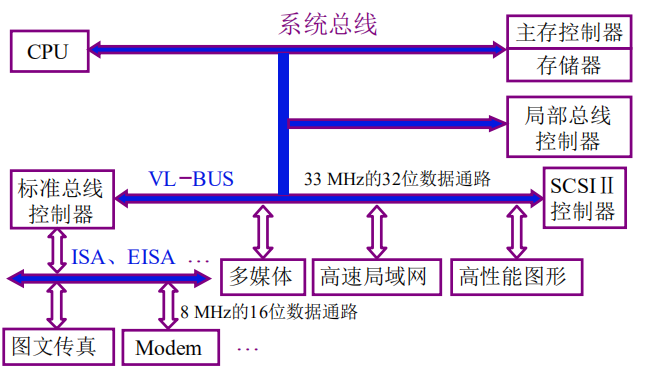 系统总线
CPU
主存控制器
存储器
局部总线
控制器
标准总线
控制器
VL-BUS
33 MHz的32位数据通路
SCSIⅡ
控制器
ISA、EISA …
多媒体
高速局域网
高性能图形
8 MHz的16位数据通路
图文传真
Modem
…